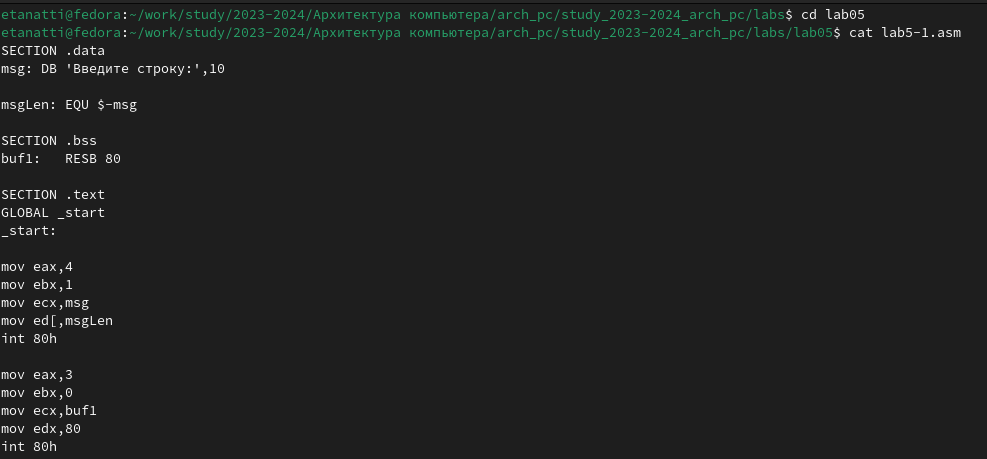 etanatti@fedora:~/work/study/2023-2024/Архитектура компьютера/arch_pc/study_2023-2024_arch_pc/labs$ cd lab05
etanatti@fedora:~/work/study/2023-2024/Архитектура компьютера/arch_pc/study_2023-2024_arch_pc/labs/lab05$ cat lab5-1.asm
SECTION .data
msg: DB 'Введите строку:',10
msgLen: EQU $-msg
SECTION .bss
buf1:   RESB 80
SECTION .text
GLOBAL _start
_start:
mov eax,4
mov ebx,1
mov ecx,msg
mov ed[,msgLen
int 80h
mov eax,3
mov ebx,0
mov ecx,buf1
mov edx,80
int 80h